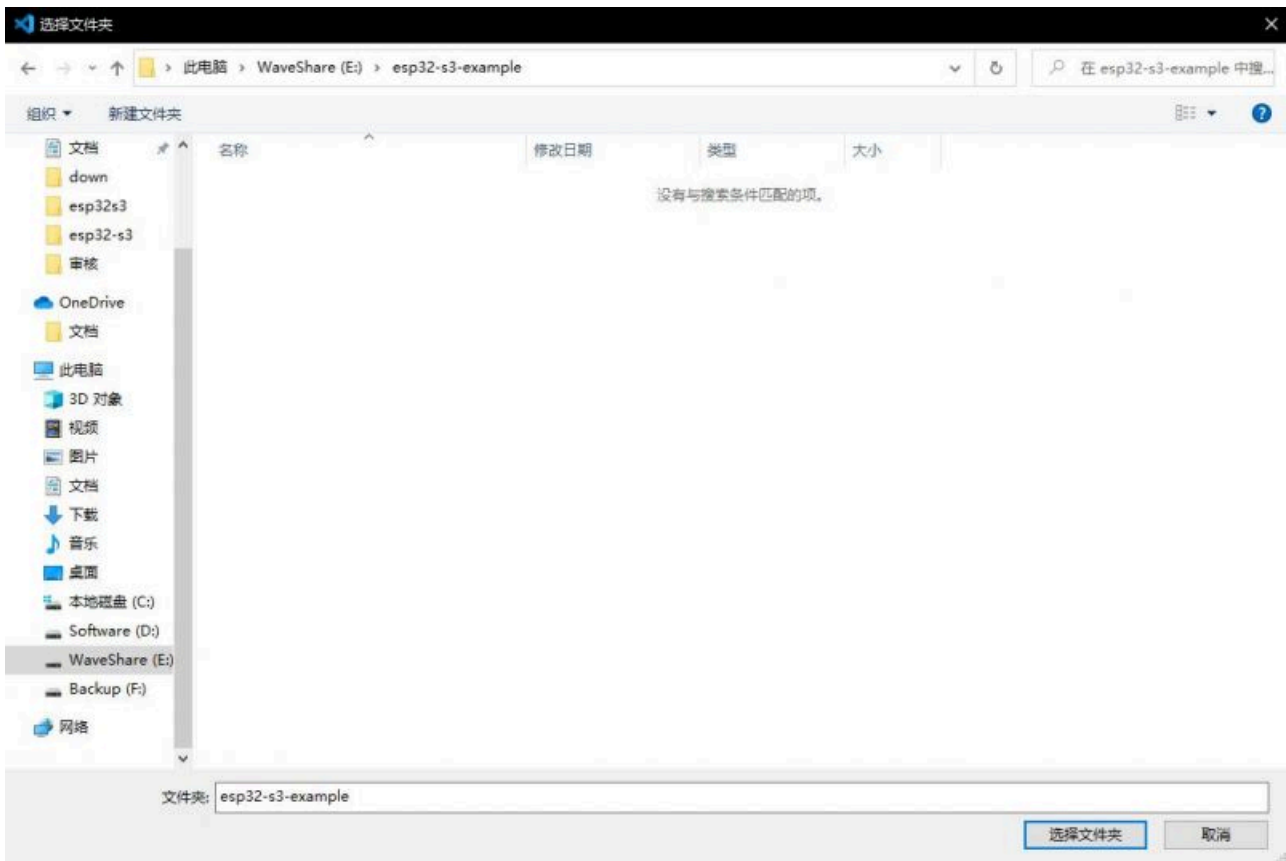 选择文件夹
此电脑 › WaveShare (E:) › esp32-s3-example
在 esp32-s3-example 中搜...
组织
新建文件夹
名称 修改日期 类型 大小
没有与搜索条件匹配的项。
文档
down
esp32s3
esp32-s3
审核
OneDrive
文档
此电脑
3D 对象
视频
图片
文档
下载
音乐
桌面
本地磁盘 (C:)
Software (D:)
WaveShare (E:)
Backup (F:)
网络
文件夹: esp32-s3-example
选择文件夹 取消